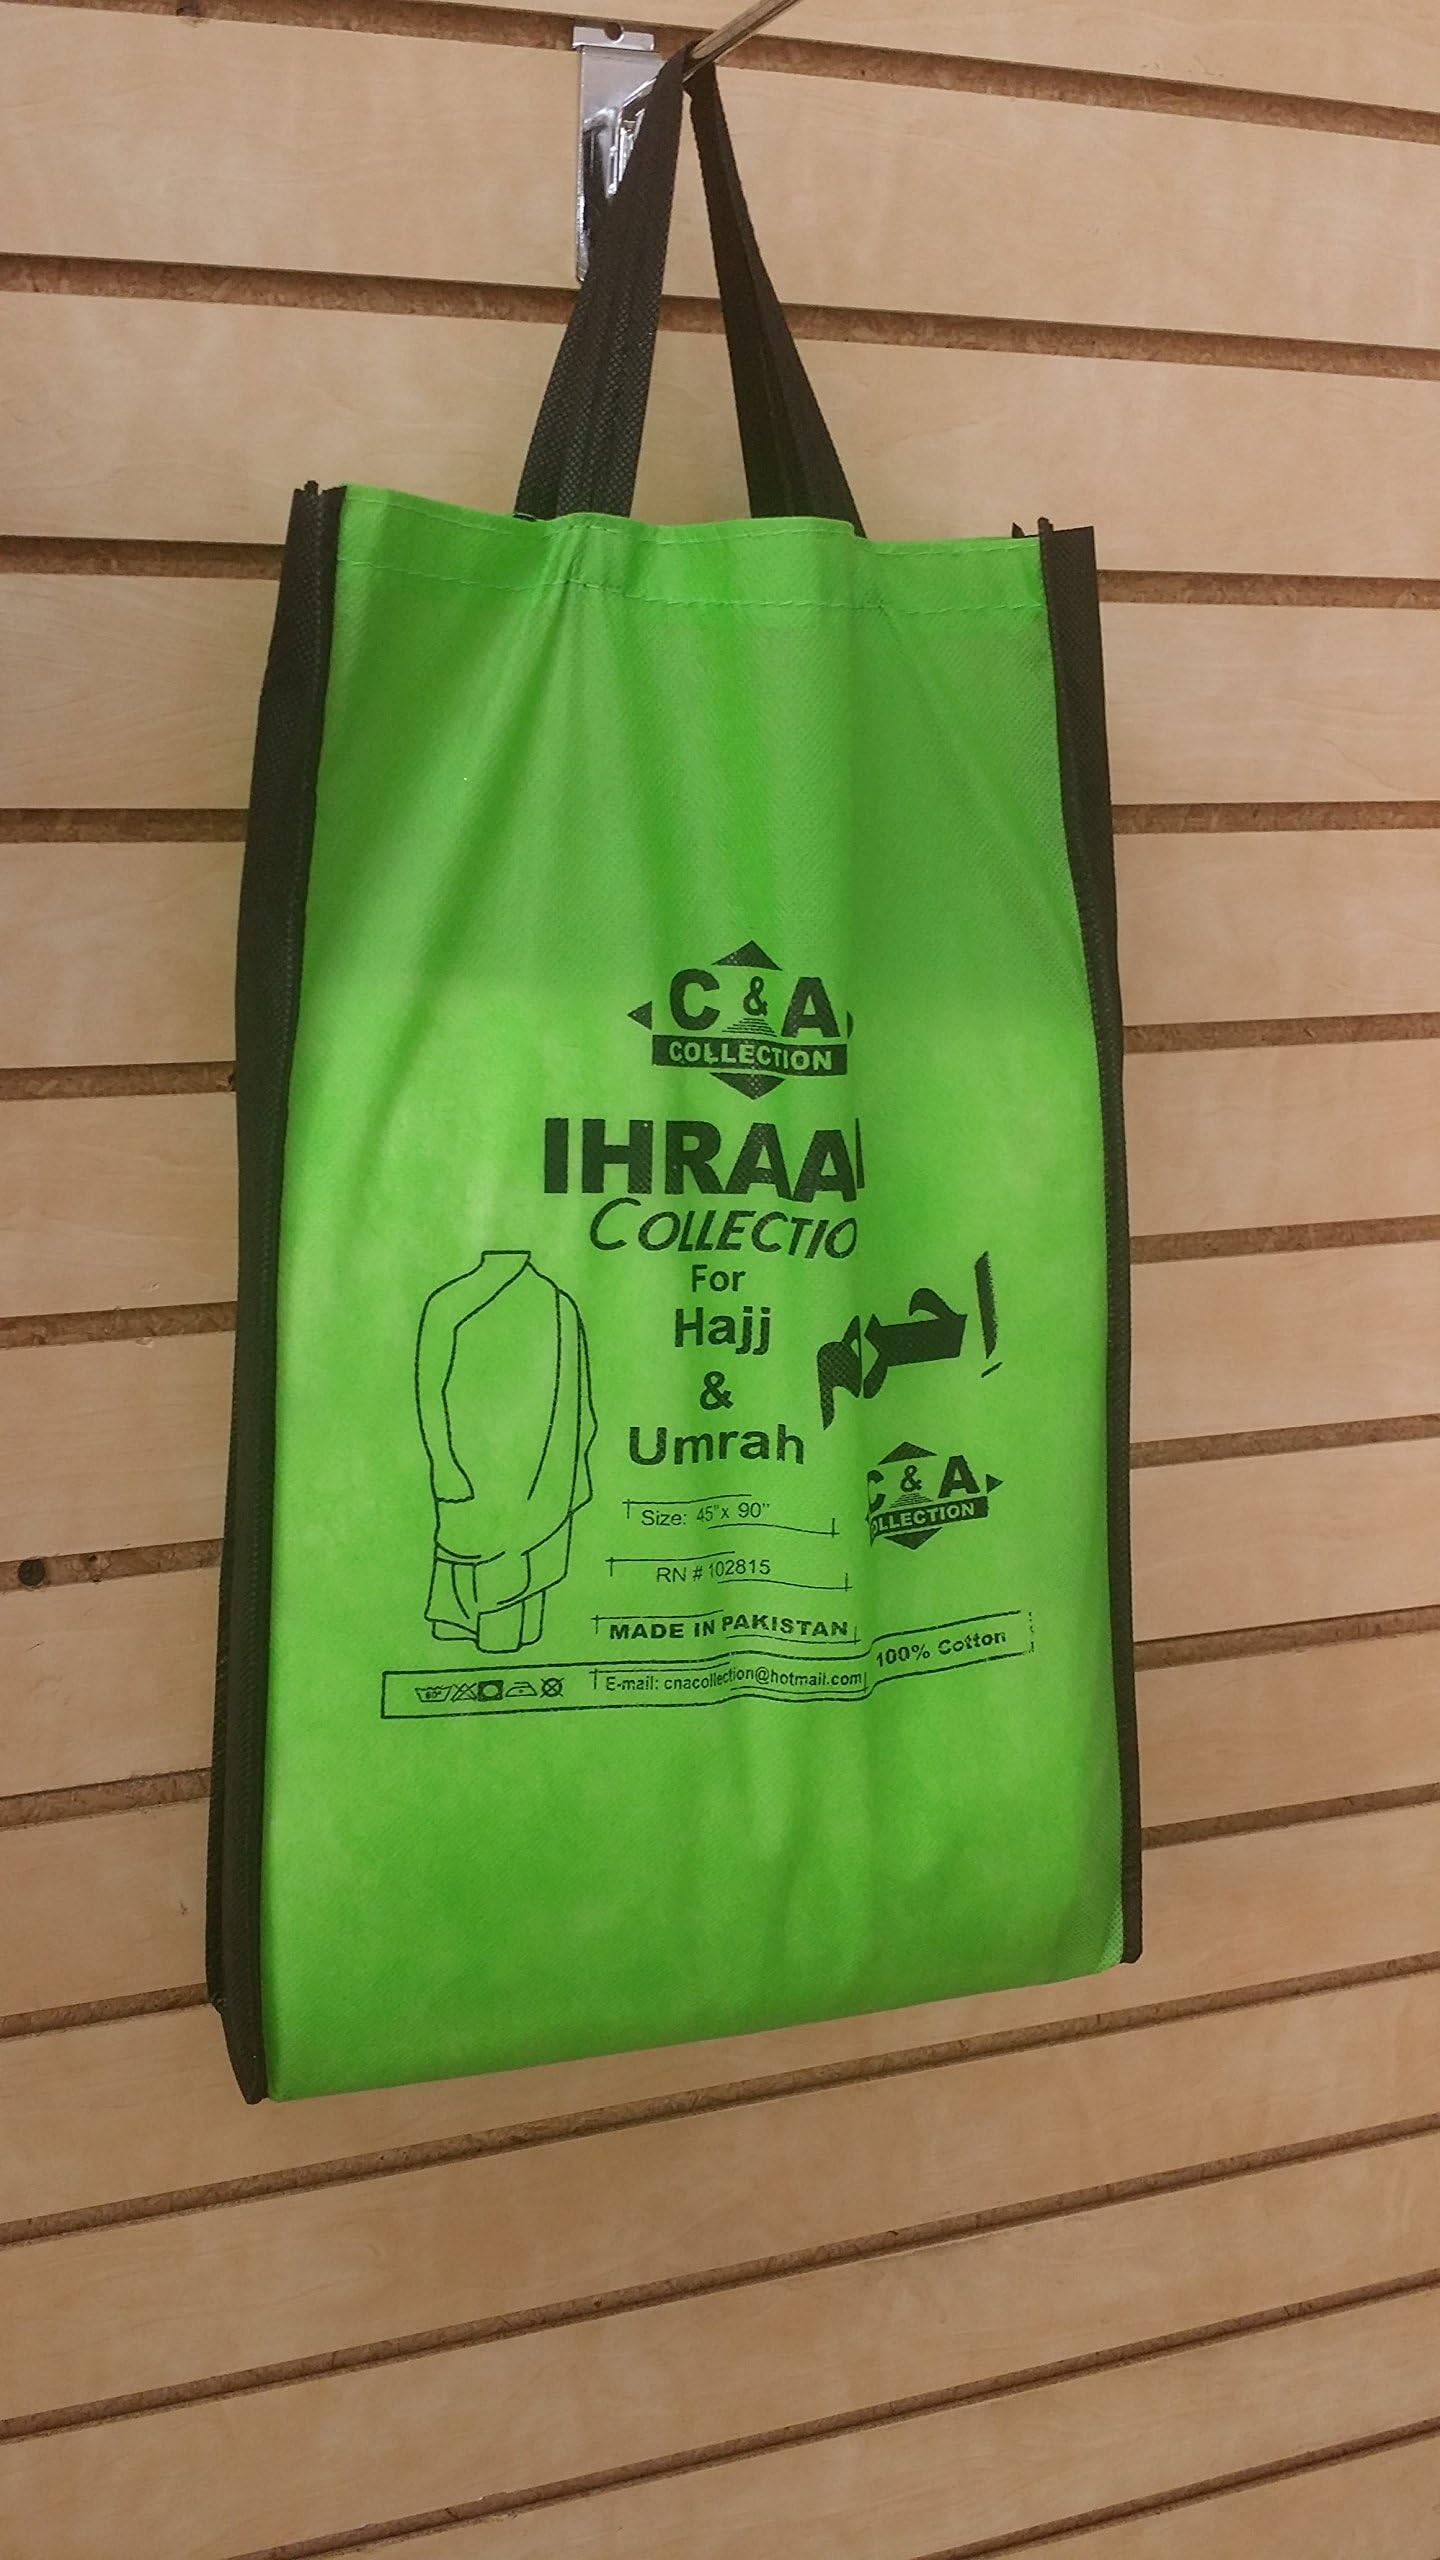 C & A
COLLECTION
IHRAA
COLLECTIO
For
Hajj
&
Umrah
احرم
C & A
OLLECTION
Size: 45"x 90"
RN # 102815
MADE IN PAKISTAN
100% Cotton
E-mail: cnacollection@hotmail.com